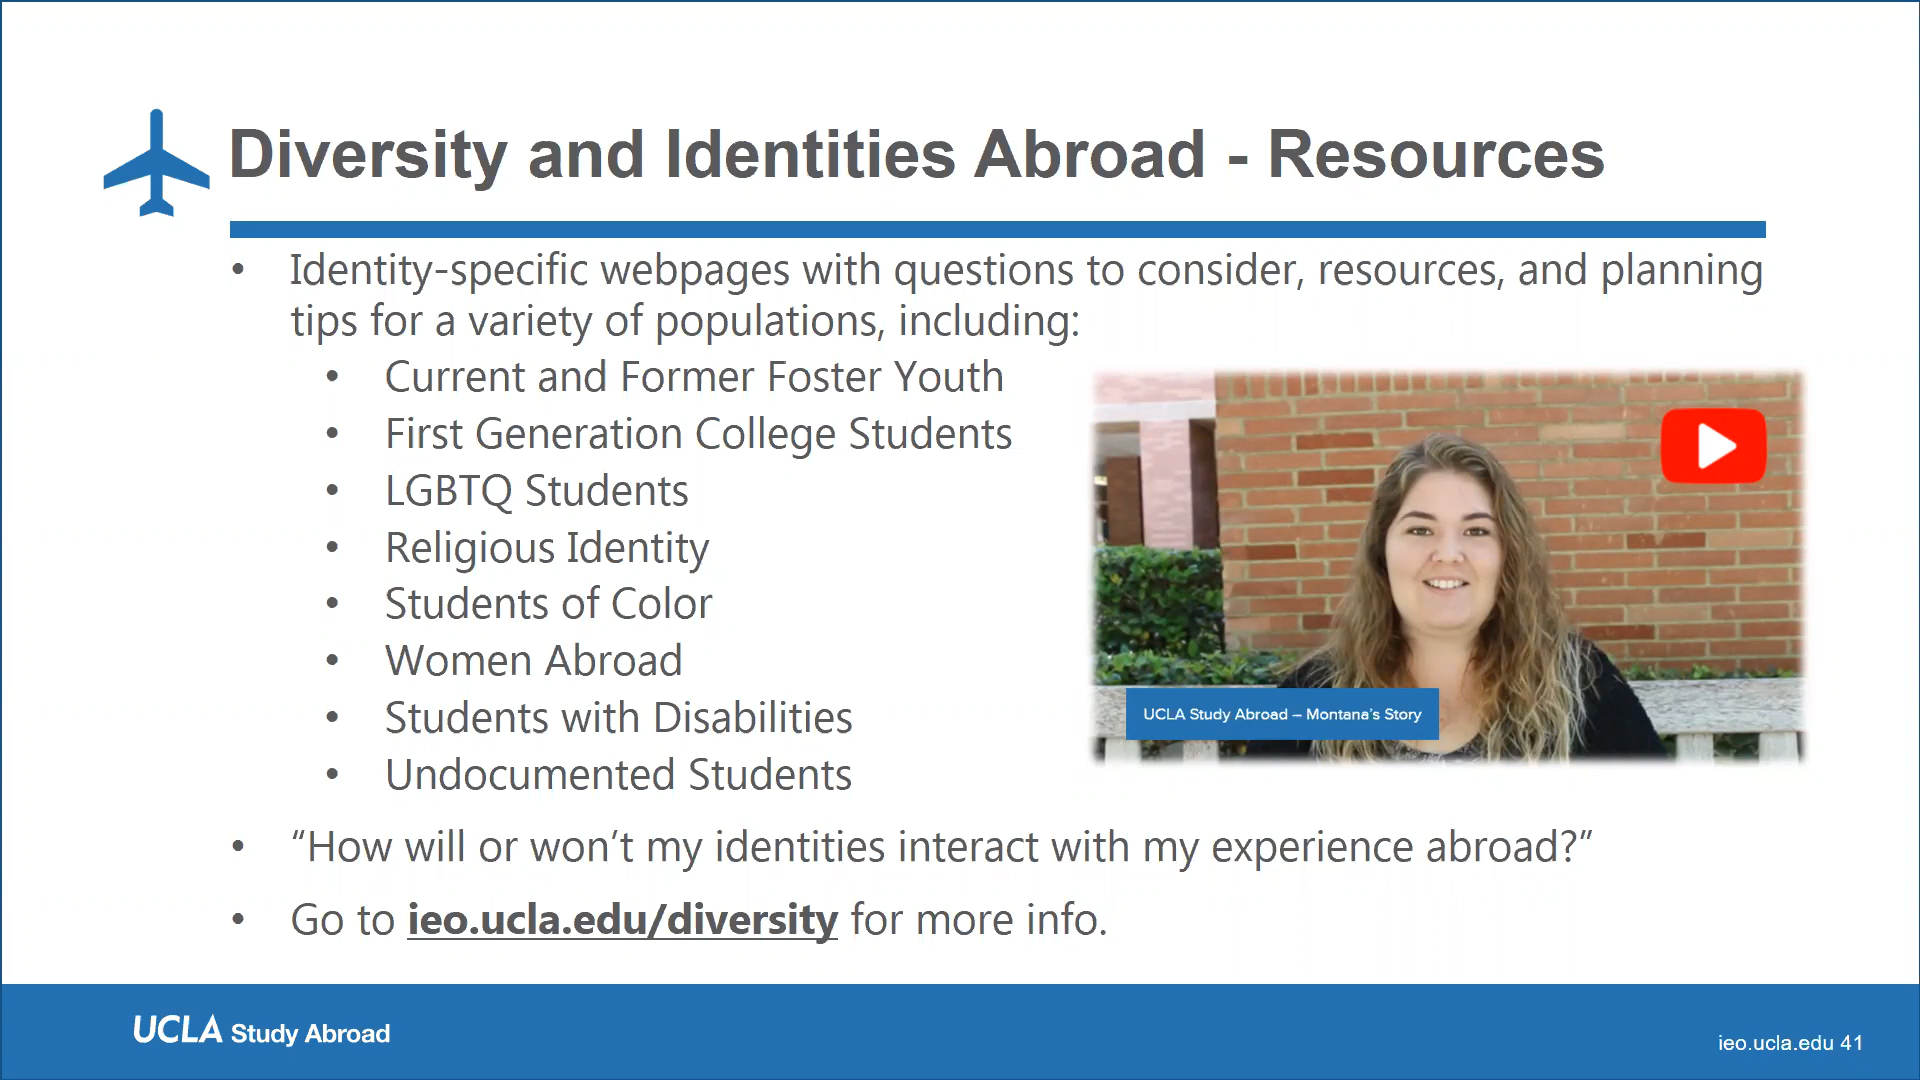 Diversity and Identities Abroad - Resources
• Identity-specific webpages with questions to consider, resources, and planning
tips for a variety of populations, including:
• Current and Former Foster Youth
• First Generation College Students
• LGBTQ Students
• Religious Identity
• Students of Color
• Women Abroad
• Students with Disabilities
• Undocumented Students
UCLA Study Abroad – Montana's Story
• “How will or won’t my identities interact with my experience abroad?”
• Go to ieo.ucla.edu/diversity for more info.
UCLA Study Abroad
ieo.ucla.edu 41